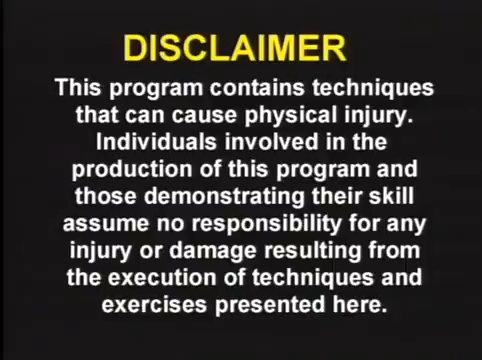 DISCLAIMER
This program contains techniques
that can cause physical injury.
Individuals involved in the
production of this program and
those demonstrating their skill
assume no responsibility for any
injury or damage resulting from
the execution of techniques and
exercises presented here.